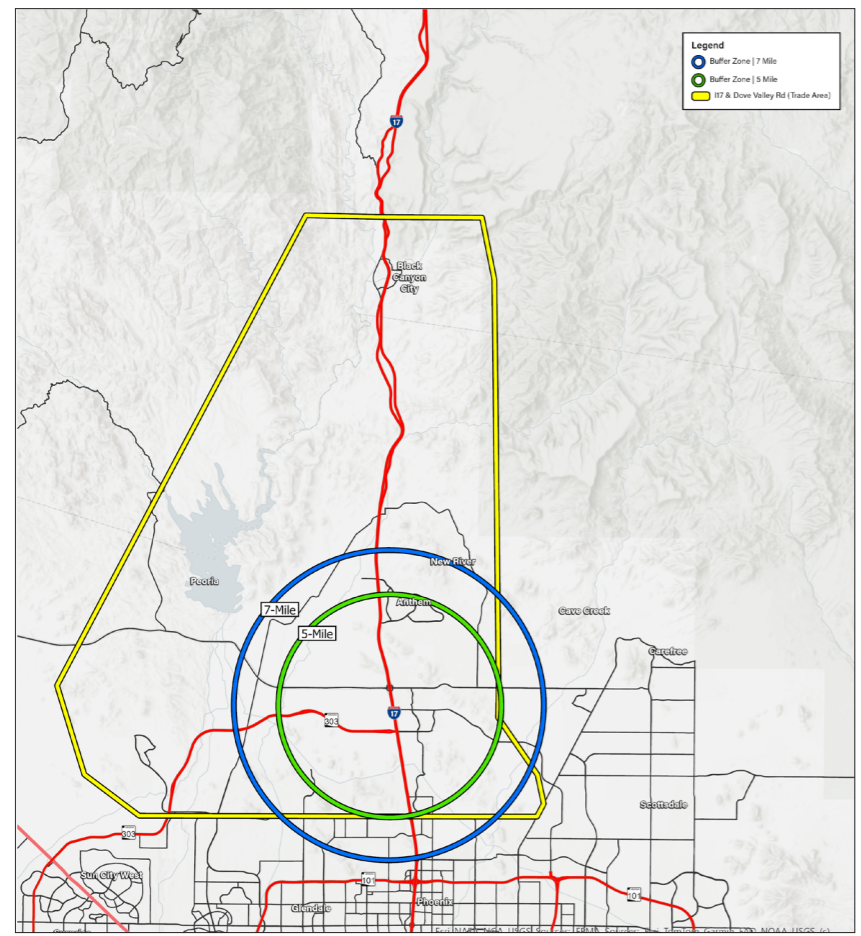 Legend
Buffer Zone | 7 Mile
Buffer Zone | 5 Mile
I17 & Dove Valley Rd (Trade Area)
17
Black
Canyon
City
New River
Peoria
Anthem
7-Mile
Cave Creek
5-Mile
Carefree
17
303
Scottsdale
303
Sun City West
101
101
Phoenix
Glendale